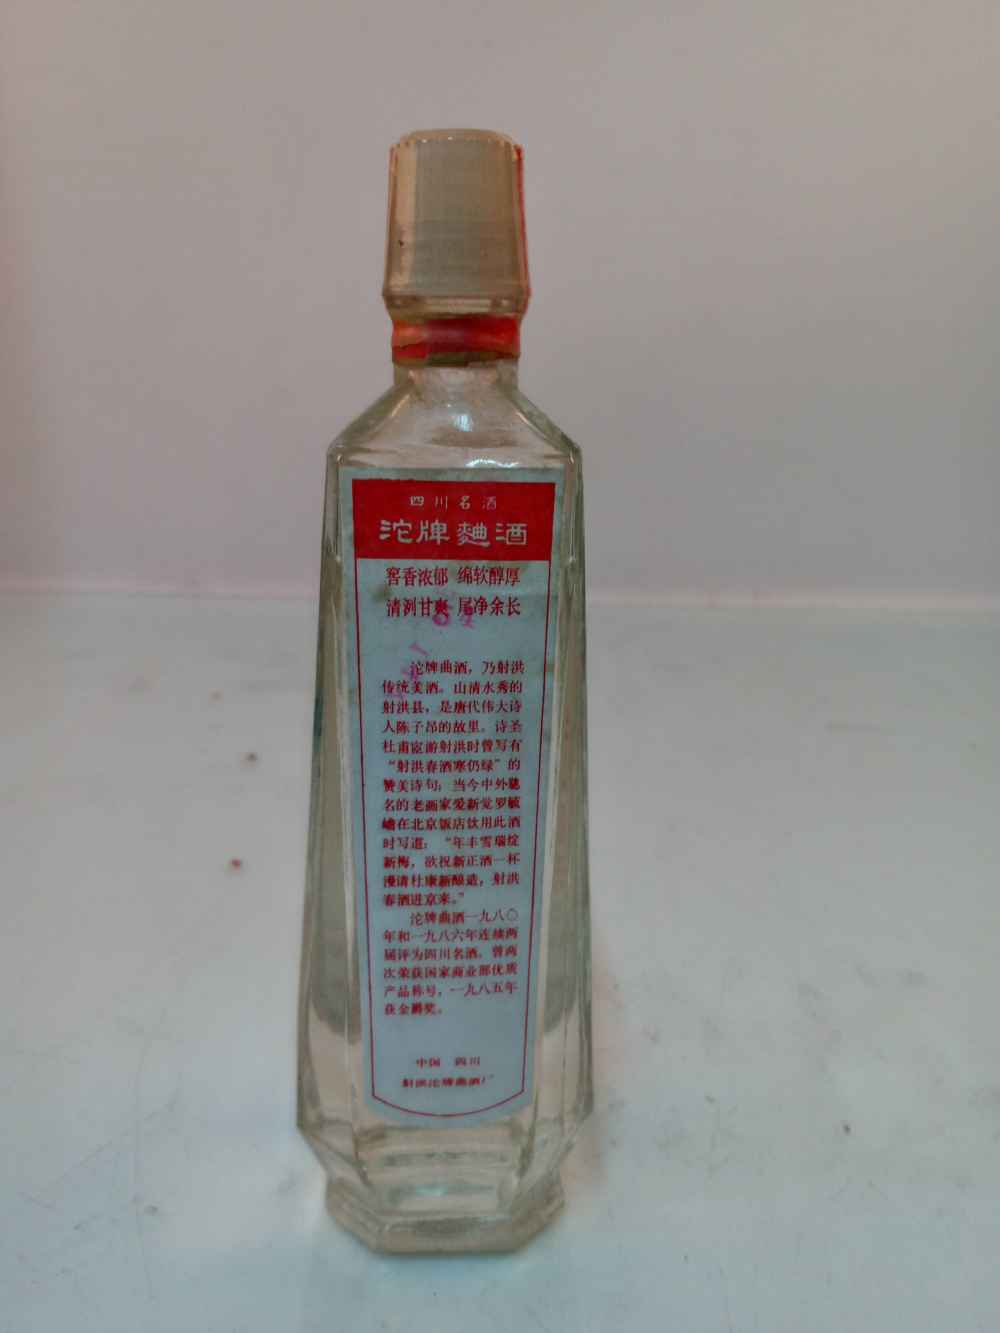 四川名酒
沱牌麯酒
窖香浓郁 绵软醇厚
清洌甘爽 尾净余长
沱牌曲酒，乃射洪
传统美酒。山清水秀的
射洪县，是唐代伟大诗
人陈子昂的故里。诗圣
杜甫宦游射洪时曾写有
“射洪春酒寒仍绿”的
赞美诗句；当今中外驰
名的老画家爱新觉罗毓
嶦在北京饭店饮用此酒
时写道：“年丰雪瑞绽
新梅，欲祝新正酒一杯
漫请杜康新酿造，射洪
春酒进京来。”
沱牌曲酒一九八〇
年和一九八六年连续两
届评为四川名酒。曾两
次荣获国家商业部优质
产品称号，一九八五年
获金爵奖。
中国 四川
射洪沱牌曲酒厂